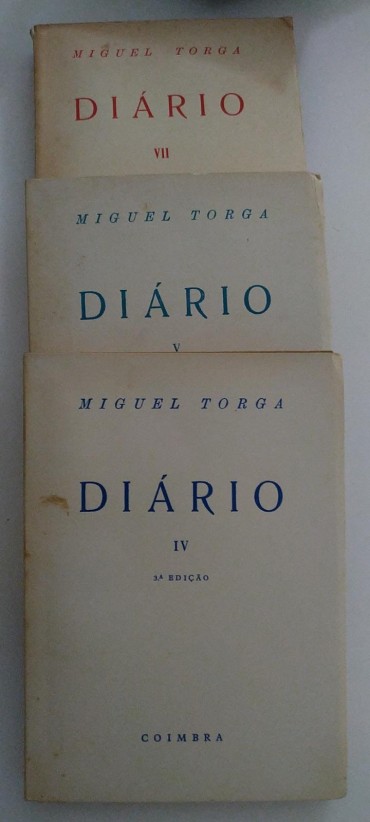 MIGUEL TORGA
DIÁRIO
VII
MIGUEL TORGA
DIÁRIO
V
MIGUEL TORGA
DIÁRIO
IV
3.ª EDIÇÃO
COIMBRA